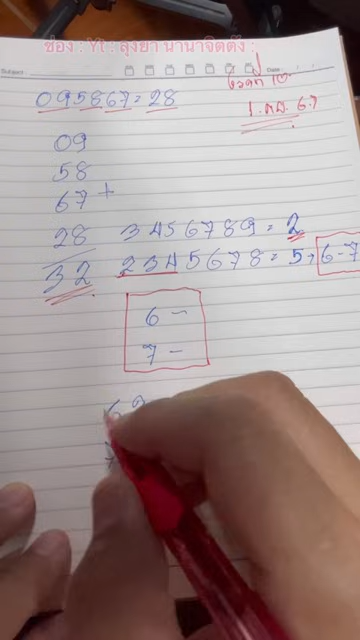 ช่อง : Yt : ลุงยา นานาจิตตัง :
Subject
Date
งวดที่
095867=28
1. กพ. 67
09
58
67 +
28 3456789 = 2
32 2345678 = 5, 6-7
6 -
7 -